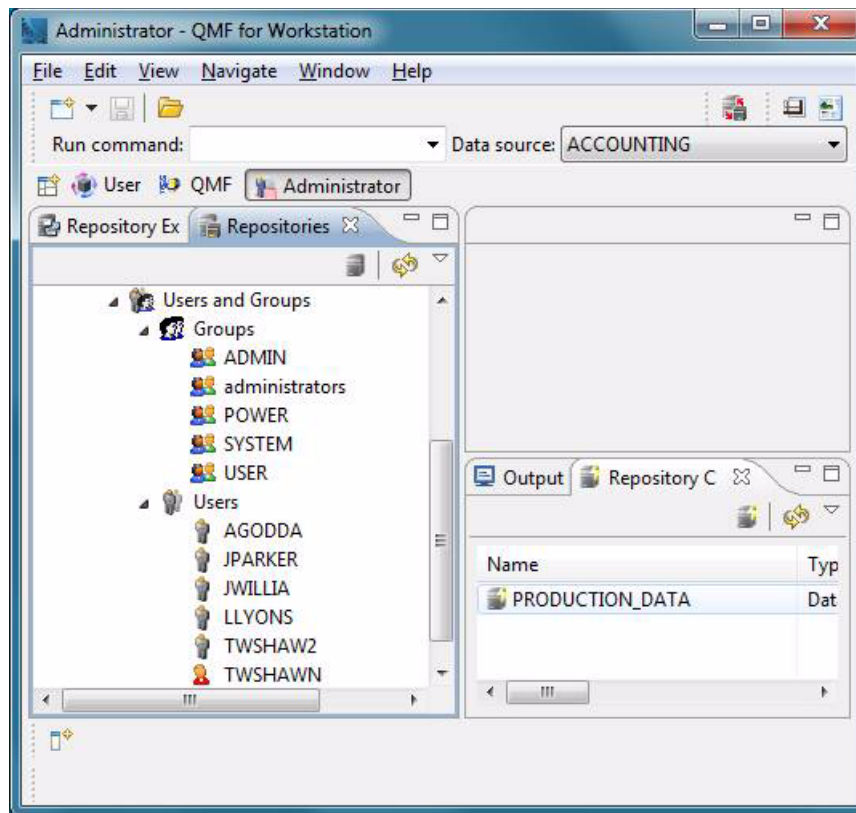 Administrator - QMF for Workstation
File Edit View Navigate Window Help
Run command: Data source: ACCOUNTING
User QMF Administrator
Repository Ex Repositories
Users and Groups
Groups
ADMIN
administrators
POWER
SYSTEM
USER
Users
AGODDA
JPARKER
JWILLIA
LLYONS
TWSHAW2
TWSHAWN
Output Repository C
Name Typ
PRODUCTION_DATA Dat